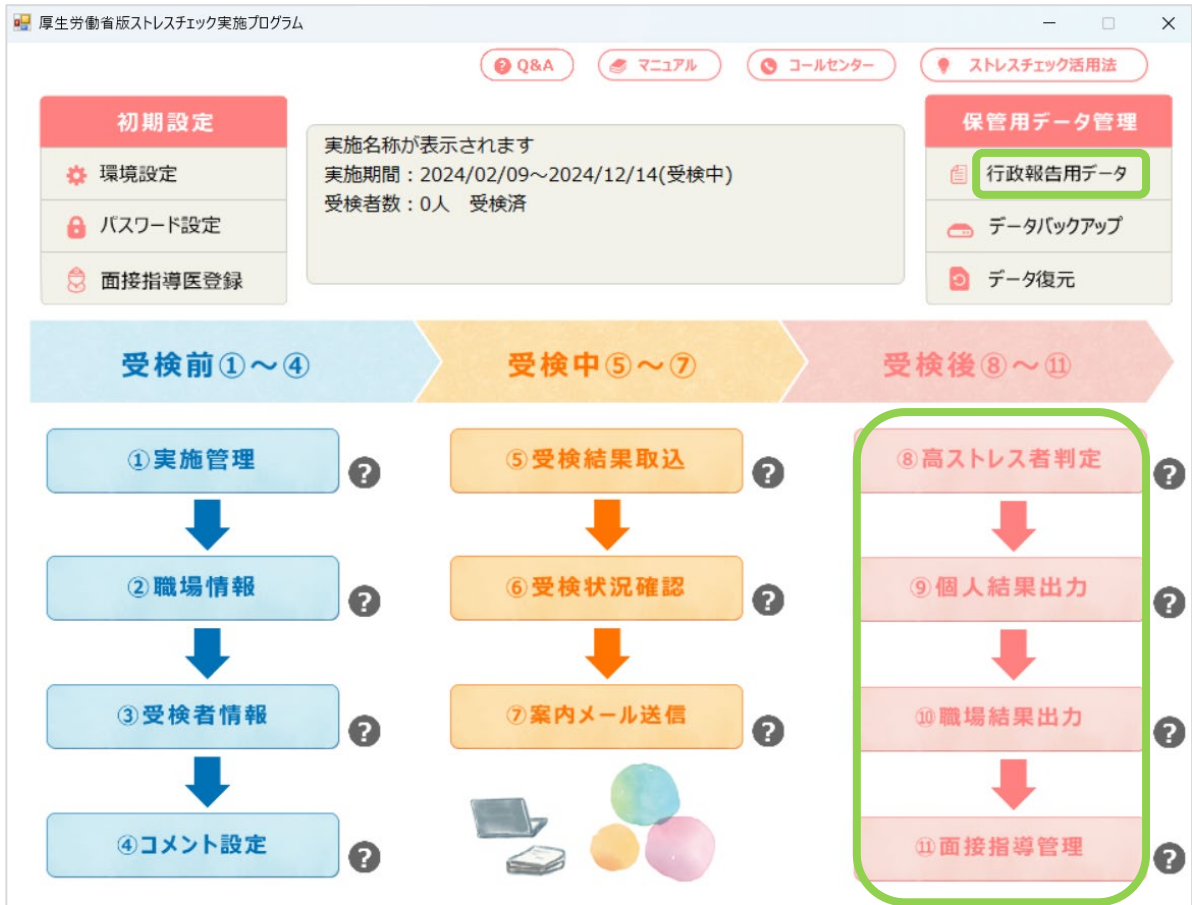 厚生労働省版ストレスチェック実施プログラム
Q&A
マニュアル
コールセンター
ストレスチェック活用法
初期設定
環境設定
パスワード設定
面接指導医登録
実施名称が表示されます
実施期間：2024/02/09～2024/12/14(受検中)
受検者数：0人　受検済
保管用データ管理
行政報告用データ
データバックアップ
データ復元
受検前①～④
受検中⑤～⑦
受検後⑧～⑪
①実施管理
?
②職場情報
?
③受検者情報
?
④コメント設定
?
⑤受検結果取込
?
⑥受検状況確認
?
⑦案内メール送信
?
⑧高ストレス者判定
?
⑨個人結果出力
?
⑩職場結果出力
?
⑪面接指導管理
?